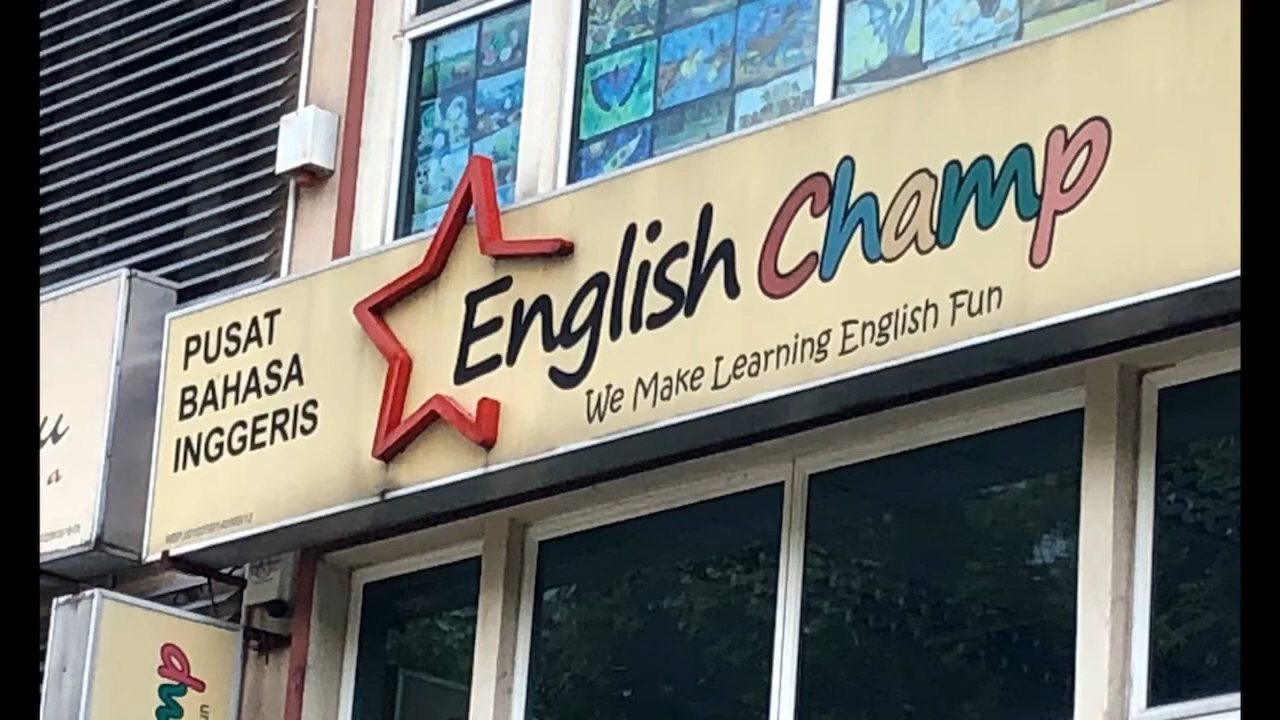 PUSAT
BAHASA
INGGERIS
English Champ
We Make Learning English Fun